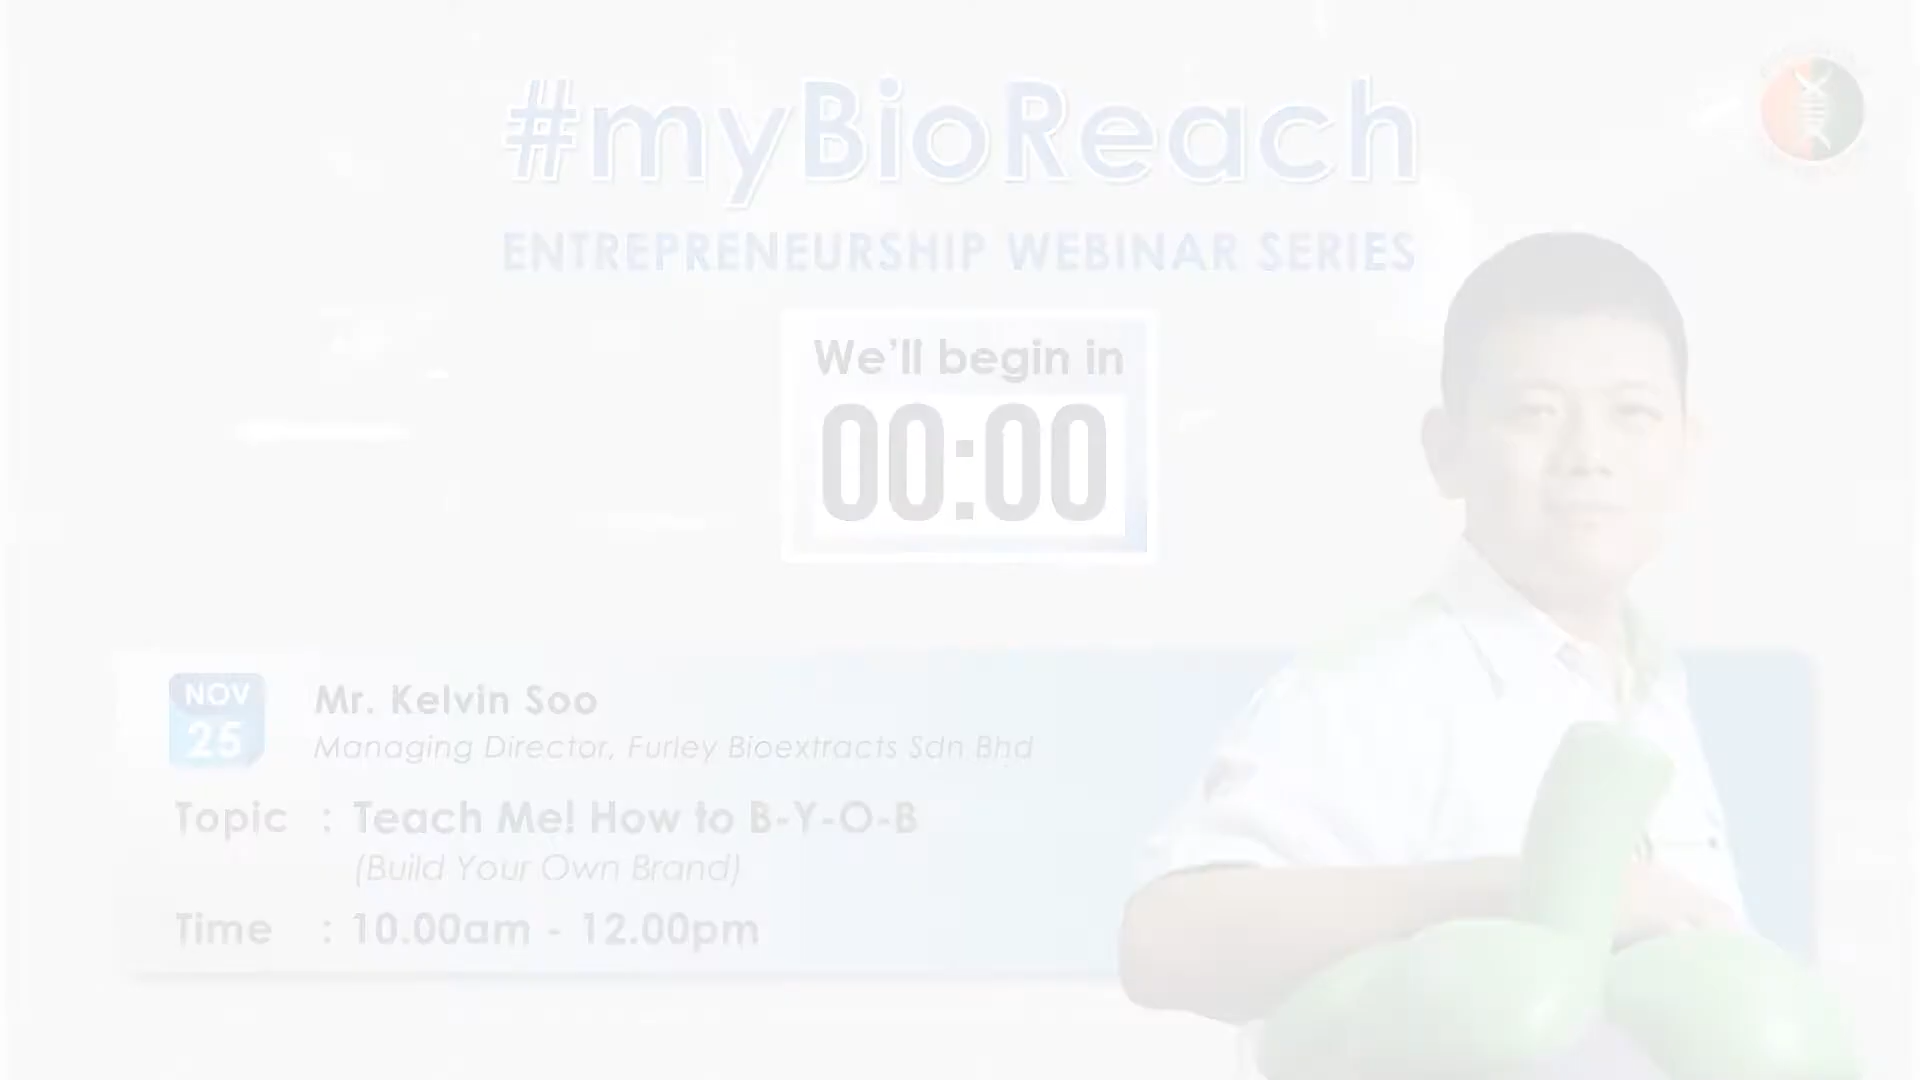 #myBioReach
ENTREPRENEURSHIP WEBINAR SERIES
We'll begin in
00:00
NOV
25
Mr. Kelvin Soo
Managing Director, Furley Bioextracts Sdn Bhd
Topic : Teach Me! How to B-Y-O-B
(Build Your Own Brand)
Time : 10.00am - 12.00pm